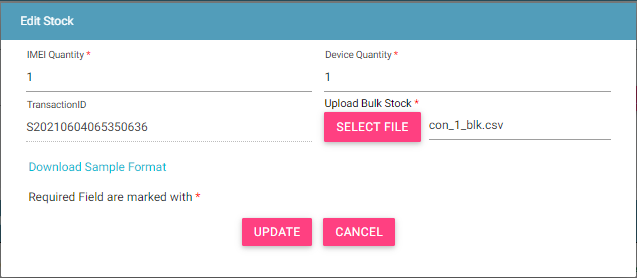 Edit Stock
IMEI Quantity *
Device Quantity *
1
1
TransactionID
Upload Bulk Stock *
S20210604065350636
SELECT FILE
con_1_blk.csv
Download Sample Format
Required Field are marked with *
UPDATE
CANCEL